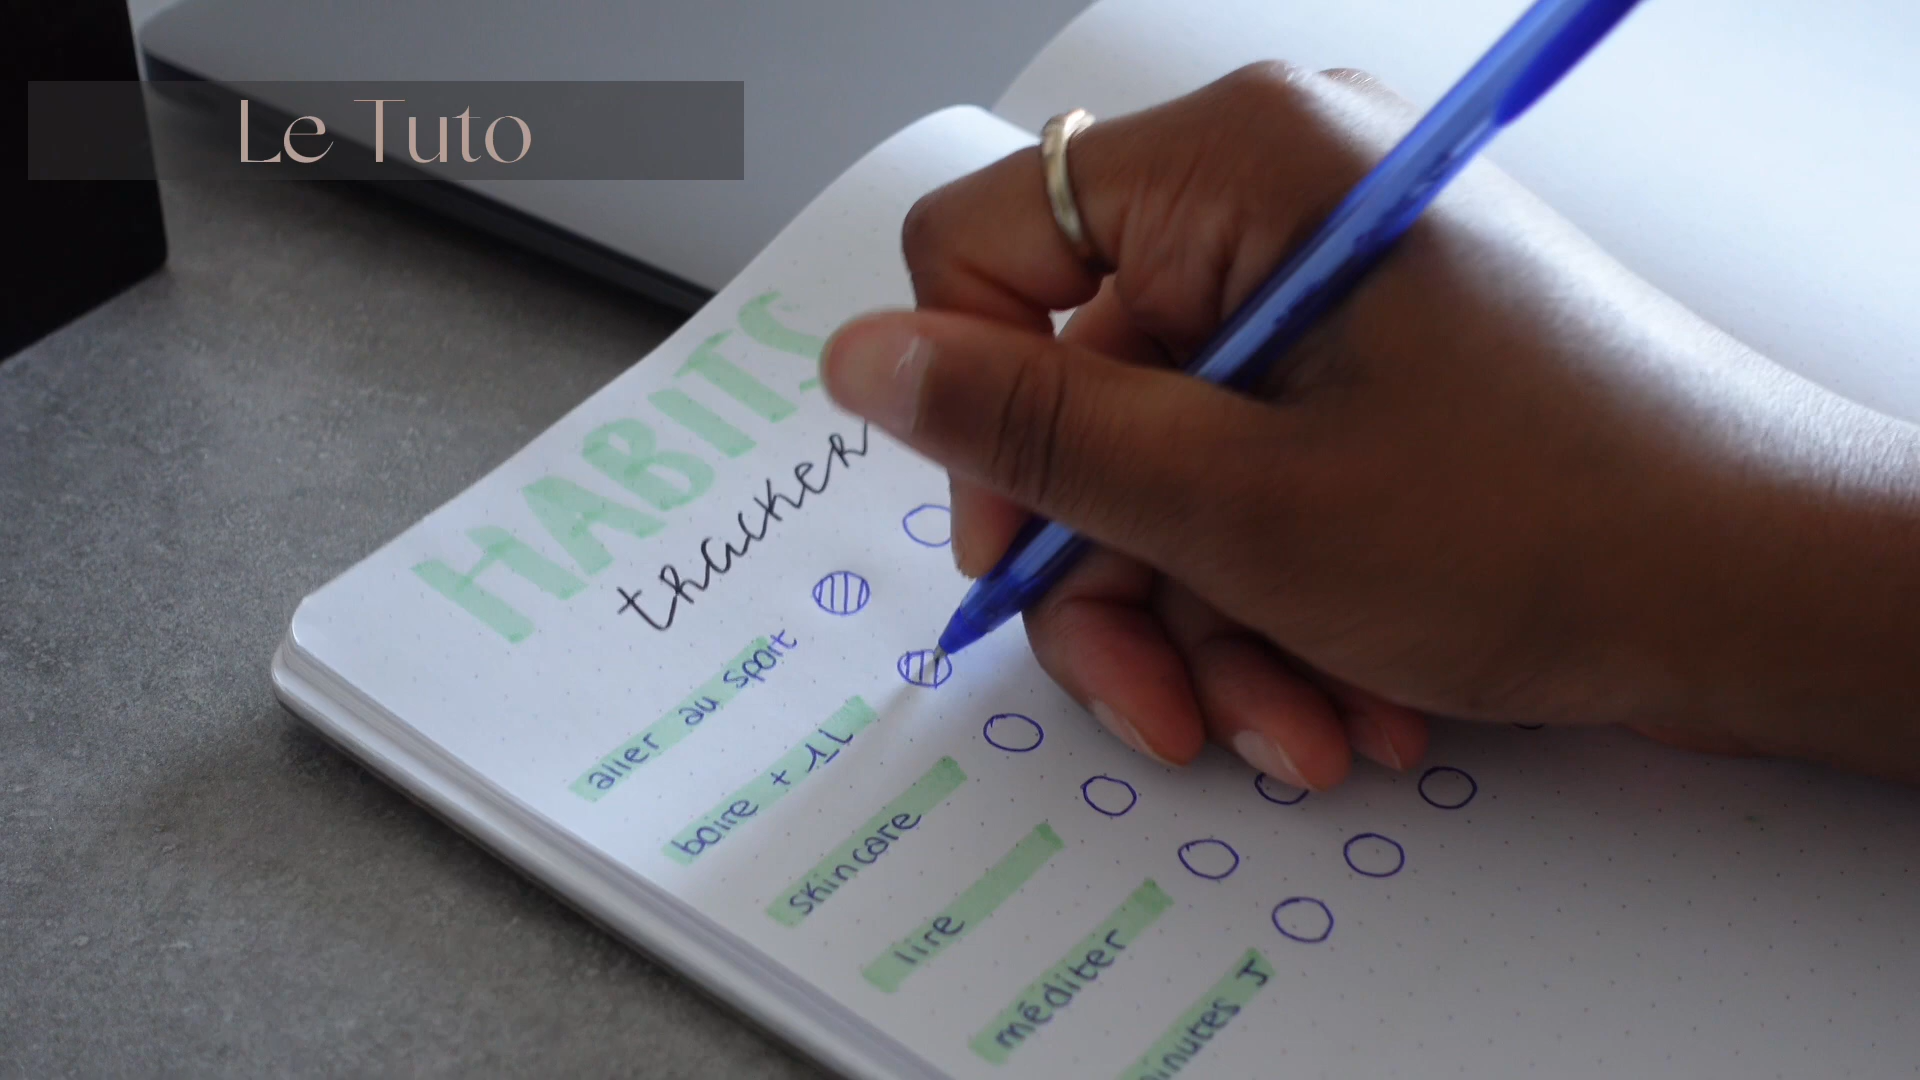 Le Tuto
HABITS
tracker
aller au sport
boire + 1L
skincare
lire
méditer